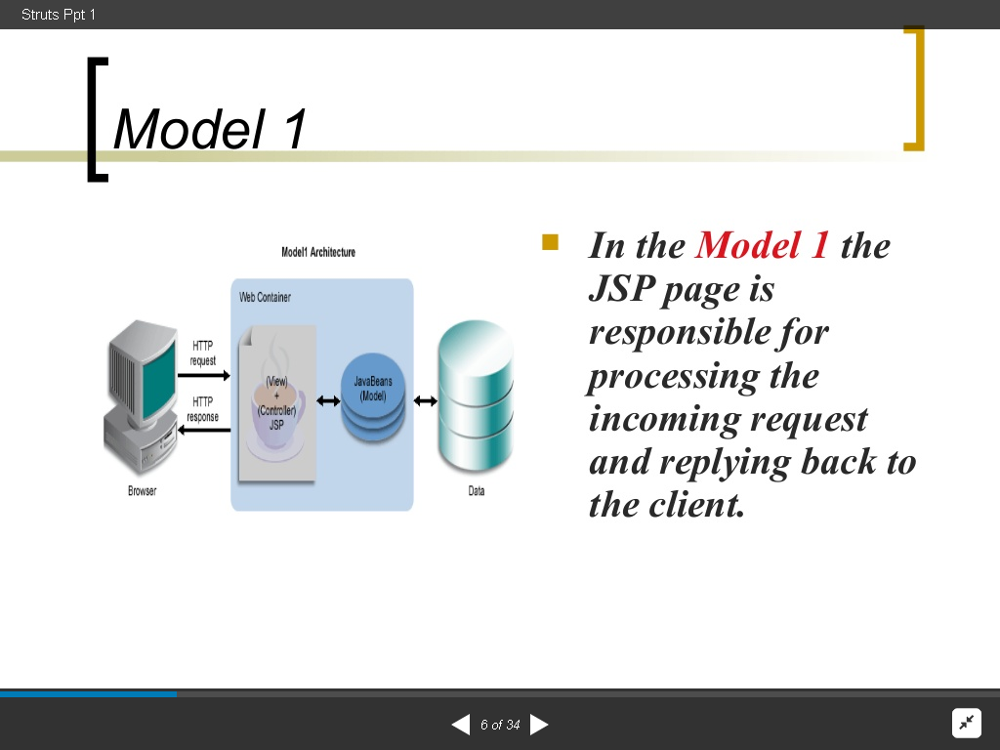 Struts Ppt 1
Model 1
Model1 Architecture
Web Container
HTTP
request
HTTP
response
(View)
+
(Controller)
JSP
JavaBeans
(Model)
Browser
Data
In the Model 1 the
JSP page is
responsible for
processing the
incoming request
and replying back to
the client.
6 of 34